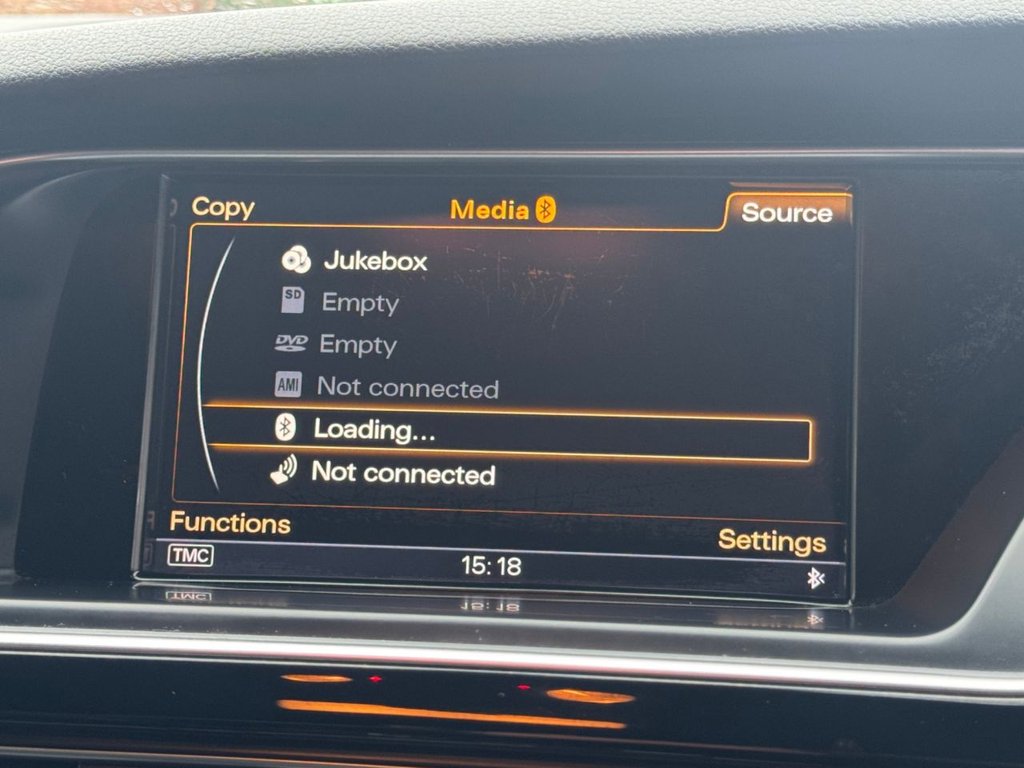 Copy
Media
Source
Jukebox
SD Empty
DVD Empty
AMI Not connected
Loading...
Not connected
Functions
Settings
TMC
15:18